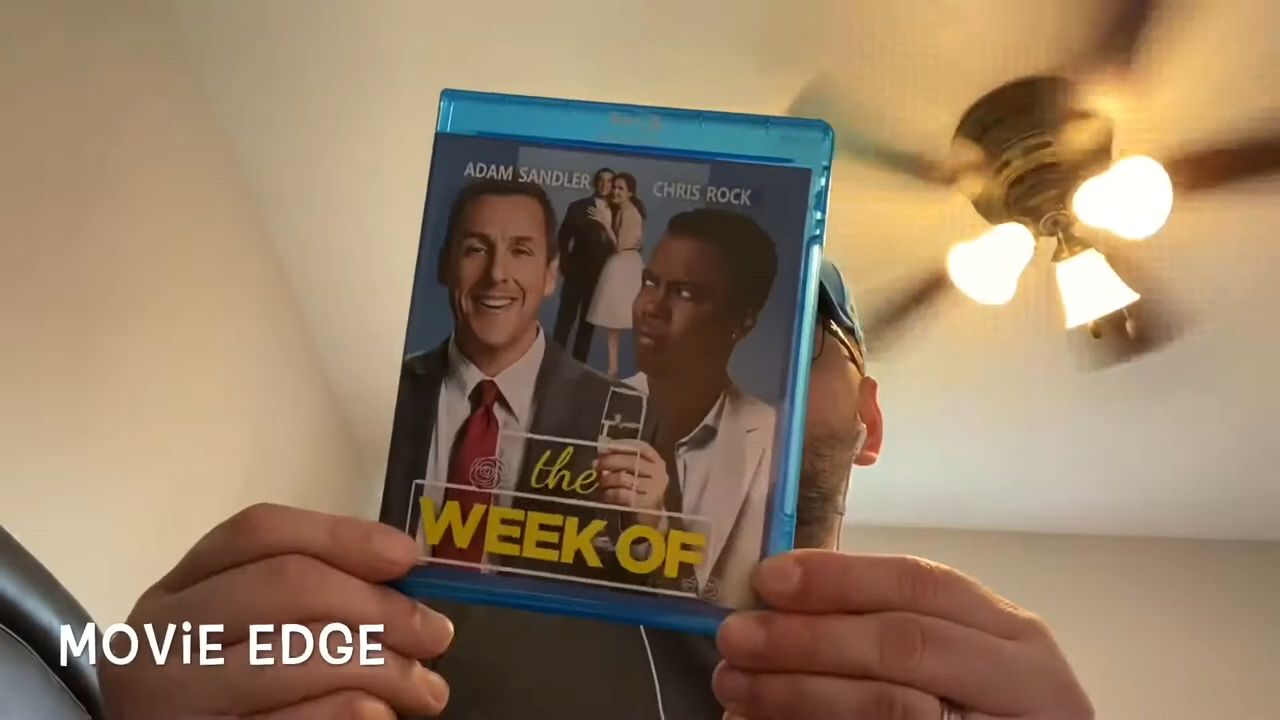 ADAM SANDLER
CHRIS ROCK
the
WEEK OF
MOViE EDGE